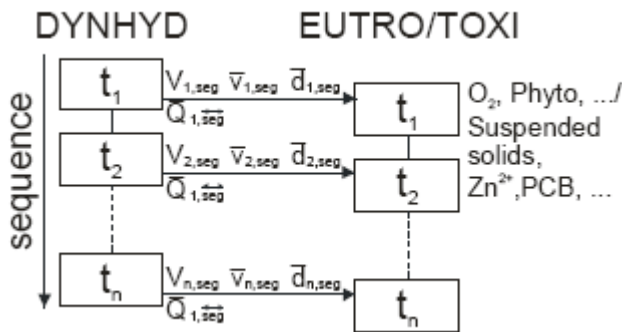 DYNHYD EUTRO/TOXI
sequence
t₁ V₁,seg v̅₁,seg d̅₁,seg
Q̅₁,seg
t₁ O₂, Phyto, .../
Suspended
solids,
Zn²⁺,PCB, ...
t₂ V₂,seg v̅₂,seg d̅₂,seg
Q̅₁,seg
t₂
tₙ Vₙ,seg v̅ₙ,seg d̅ₙ,seg
Q̅₁,seg
tₙ